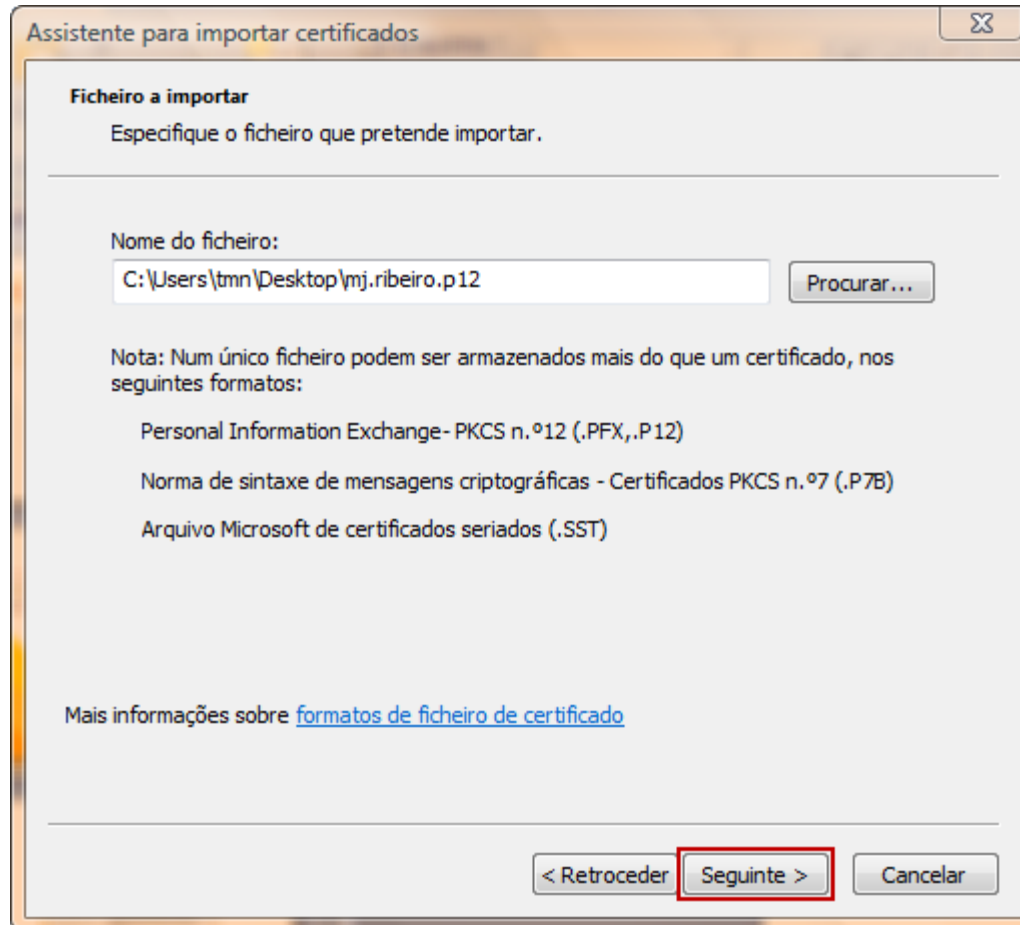 Assistente para importar certificados
Ficheiro a importar
Especifique o ficheiro que pretende importar.
Nome do ficheiro:
C:\Users\tmn\Desktop\mj.ribeiro.p12
Procurar...
Nota: Num único ficheiro podem ser armazenados mais do que um certificado, nos
seguintes formatos:
Personal Information Exchange- PKCS n.º12 (.PFX,.P12)
Norma de sintaxe de mensagens criptográficas - Certificados PKCS n.º7 (.P7B)
Arquivo Microsoft de certificados seriados (.SST)
Mais informações sobre formatos de ficheiro de certificado
< Retroceder
Seguinte >
Cancelar